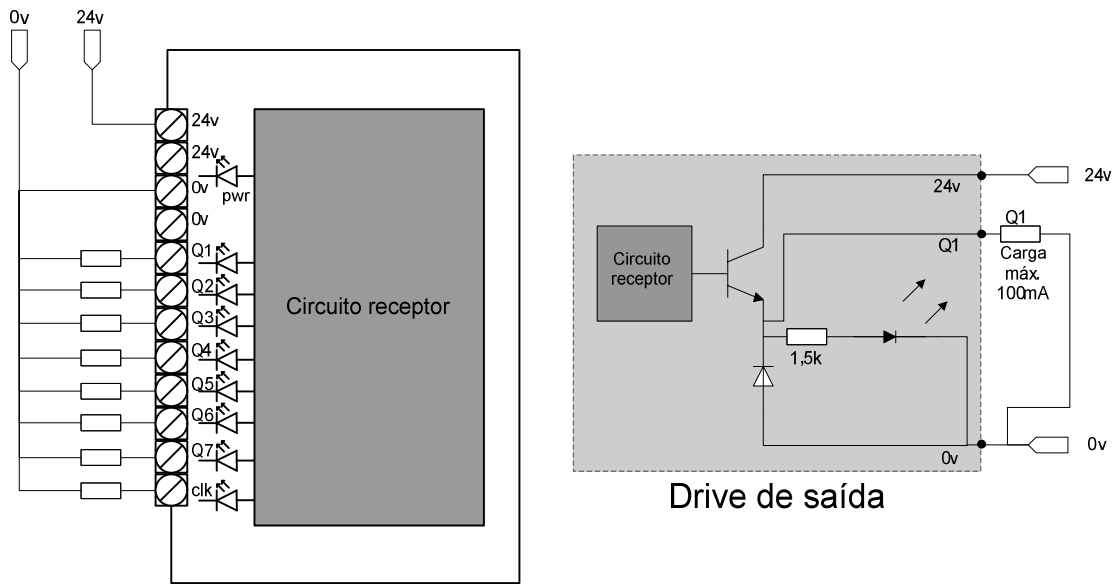 0v
24v
24v
24v
pwr
0v
0v
Q1
Q2
Q3
Q4
Q5
Q6
Q7
clk
Circuito receptor
24v
24v
Q1
Q1
Carga
máx.
100mA
Circuito
receptor
1,5k
0v
0v
Drive de saída